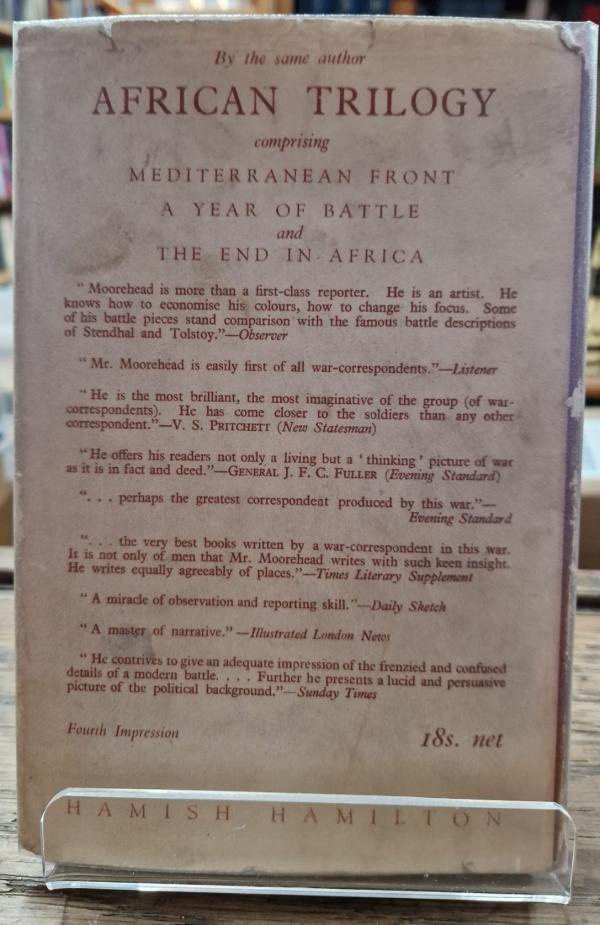 By the same author
AFRICAN TRILOGY
comprising
MEDITERRANEAN FRONT
A YEAR OF BATTLE
and
THE END IN AFRICA
“ Moorehead is more than a first-class reporter. He is an artist. He
knows how to economise his colours, how to change his focus. Some
of his battle pieces stand comparison with the famous battle descriptions
of Stendhal and Tolstoy.”—Observer
“ Mr. Moorehead is easily first of all war-correspondents.”—Listener
“ He is the most brilliant, the most imaginative of the group (of war-
correspondents). He has come closer to the soldiers than any other
correspondent.”—V. S. PRITCHETT (New Statesman)
“ He offers his readers not only a living but a ‘ thinking ’ picture of war
as it is in fact and deed.”—GENERAL J. F. C. FULLER (Evening Standard)
“. . . perhaps the greatest correspondent produced by this war.”—
Evening Standard
“. . . the very best books written by a war-correspondent in this war.
It is not only of men that Mr. Moorehead writes with such keen insight.
He writes equally agreeably of places.”—Times Literary Supplement
“ A miracle of observation and reporting skill.”—Daily Sketch
“ A master of narrative.”—Illustrated London News
“ He contrives to give an adequate impression of the frenzied and confused
details of a modern battle. . . . Further he presents a lucid and persuasive
picture of the political background.”—Sunday Times
Fourth Impression
18s. net
HAMISH HAMILTON